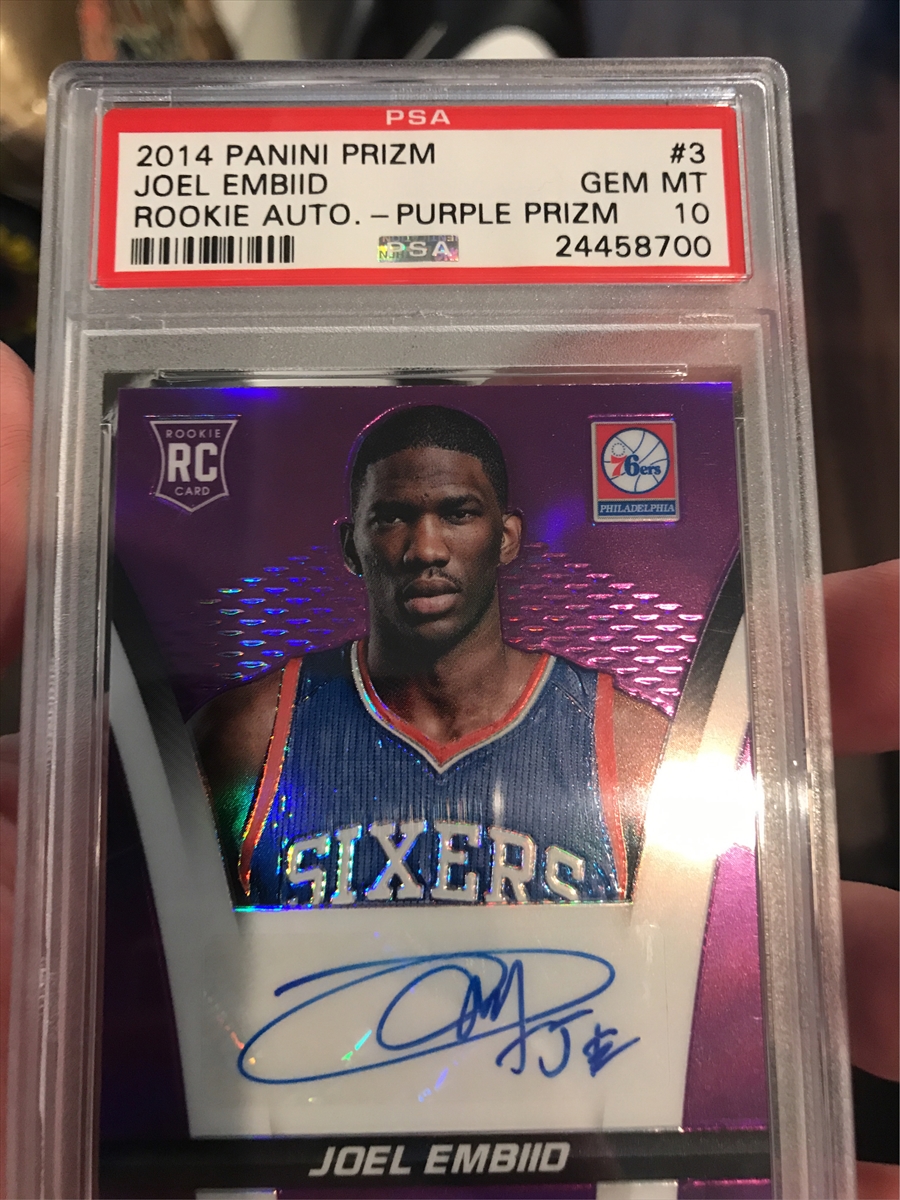 PSA
2014 PANINI PRIZM #3
JOEL EMBIID GEM MT
ROOKIE AUTO. – PURPLE PRIZM 10
PSA 24458700
ROOKIE
RC
CARD
76ers
PHILADELPHIA
SIXERS
JOEL EMBIID